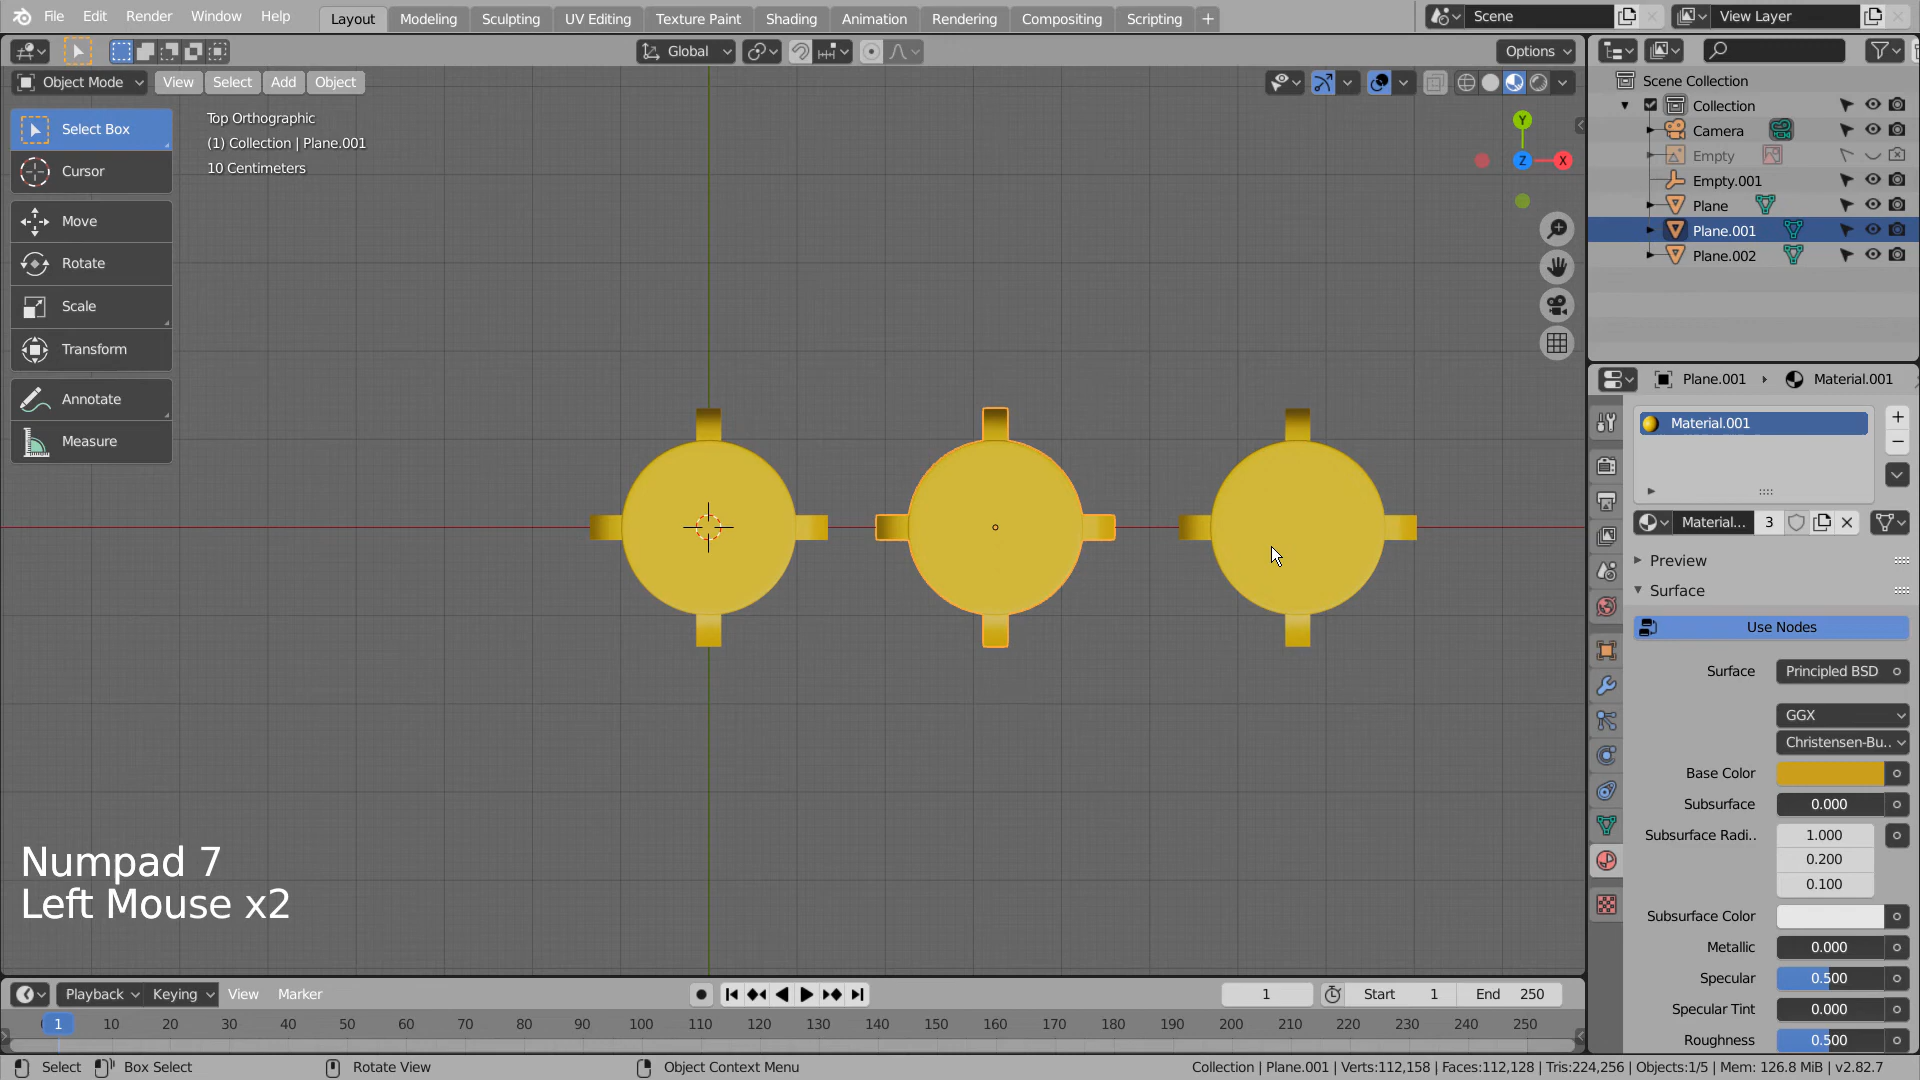 File Edit Render Window Help Layout Modeling Sculpting UV Editing Texture Paint Shading Animation Rendering Compositing Scripting + Scene View Layer
Global Options
Object Mode View Select Add Object
Select Box
Cursor
Move
Rotate
Scale
Transform
Annotate
Measure
Top Orthographic
(1) Collection | Plane.001
10 Centimeters
Y
Z X
Scene Collection
Collection
Camera
Empty
Empty.001
Plane
Plane.001
Plane.002
Plane.001 Material.001
Material.001
Material... 3
Preview
Surface
Use Nodes
Surface Principled BSD
GGX
Christensen-Bu..
Base Color
Subsurface 0.000
Subsurface Radi.. 1.000
0.200
0.100
Subsurface Color
Metallic 0.000
Specular 0.500
Specular Tint 0.000
Roughness 0.500
Numpad 7
Left Mouse x2
Playback Keying View Marker 1 Start 1 End 250
1 10 20 30 40 50 60 70 80 90 100 110 120 130 140 150 160 170 180 190 200 210 220 230 240 250
Select Box Select Rotate View Object Context Menu Collection | Plane.001 | Verts:112,158 | Faces:112,128 | Tris:224,256 | Objects:1/5 | Mem: 126.8 MiB | v2.82.7